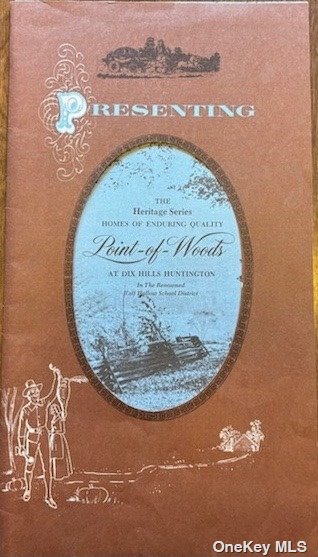 PRESENTING
THE
Heritage Series
HOMES OF ENDURING QUALITY
Point-of-Woods
AT DIX HILLS HUNTINGTON
In The Renowned
Half Hollow School District
OneKey MLS